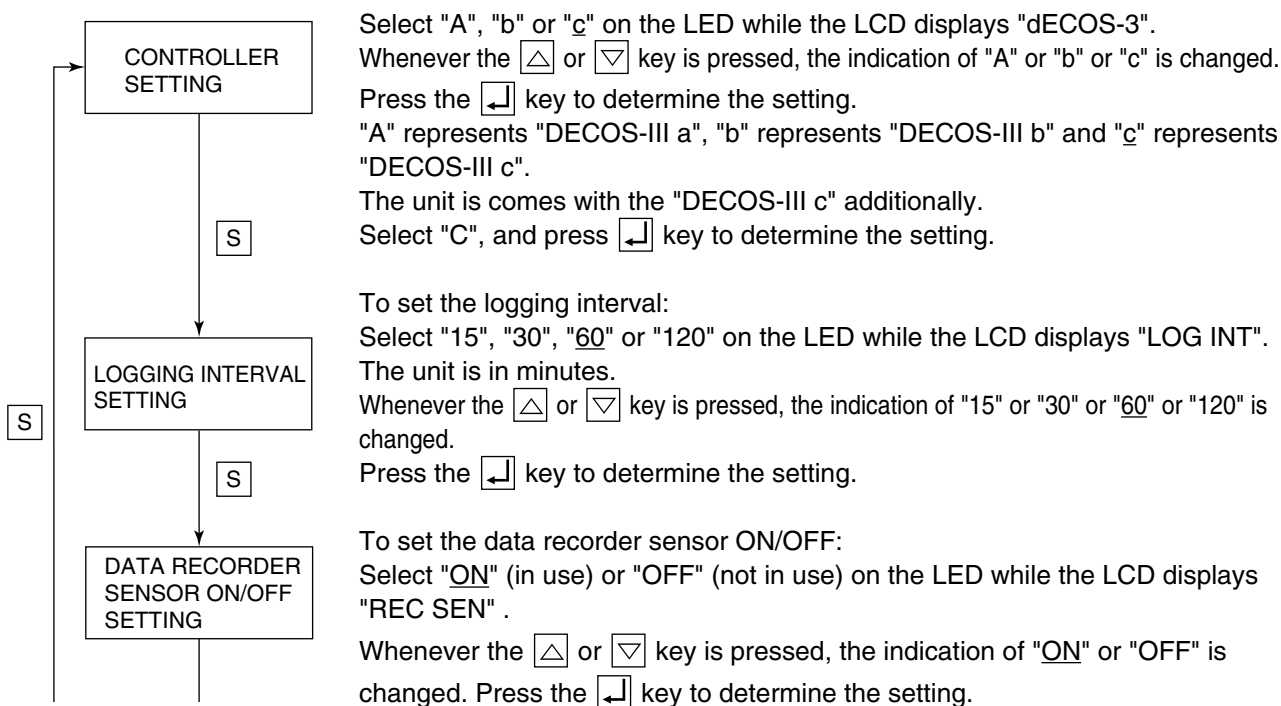 CONTROLLER
SETTING
Select "A", "b" or "c" on the LED while the LCD displays "dECOS-3".
Whenever the △ or ▽ key is pressed, the indication of "A" or "b" or "c" is changed.
Press the ↵ key to determine the setting.
"A" represents "DECOS-III a", "b" represents "DECOS-III b" and "c" represents
"DECOS-III c".
The unit is comes with the "DECOS-III c" additionally.
Select "C", and press ↵ key to determine the setting.
S
LOGGING INTERVAL
SETTING
To set the logging interval:
Select "15", "30", "60" or "120" on the LED while the LCD displays "LOG INT".
The unit is in minutes.
Whenever the △ or ▽ key is pressed, the indication of "15" or "30" or "60" or "120" is
changed.
Press the ↵ key to determine the setting.
S
S
DATA RECORDER
SENSOR ON/OFF
SETTING
To set the data recorder sensor ON/OFF:
Select "ON" (in use) or "OFF" (not in use) on the LED while the LCD displays
"REC SEN" .
Whenever the △ or ▽ key is pressed, the indication of "ON" or "OFF" is
changed. Press the ↵ key to determine the setting.